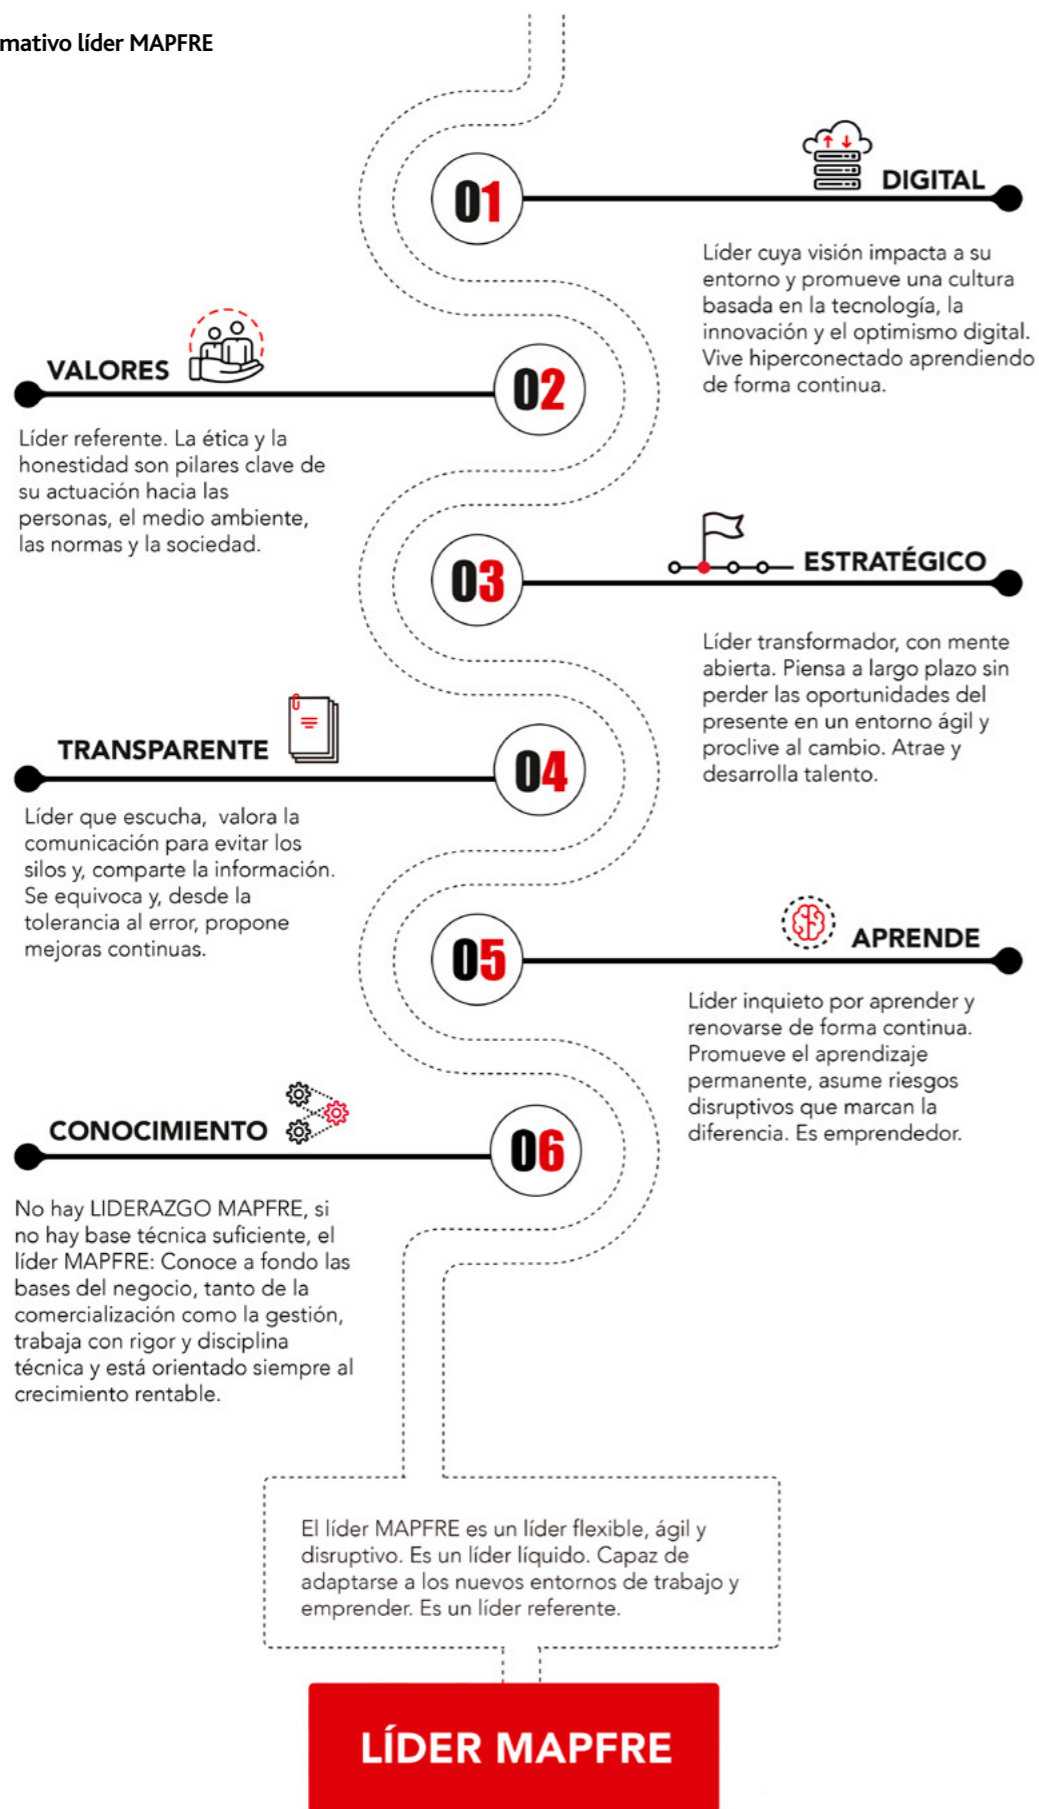 mativo líder MAPFRE
01
DIGITAL
Líder cuya visión impacta a su
entorno y promueve una cultura
basada en la tecnología, la
innovación y el optimismo digital.
Vive hiperconectado aprendiendo
de forma continua.
VALORES
02
Líder referente. La ética y la
honestidad son pilares clave de
su actuación hacia las
personas, el medio ambiente,
las normas y la sociedad.
03
ESTRATÉGICO
Líder transformador, con mente
abierta. Piensa a largo plazo sin
perder las oportunidades del
presente en un entorno ágil y
proclive al cambio. Atrae y
desarrolla talento.
TRANSPARENTE
04
Líder que escucha, valora la
comunicación para evitar los
silos y, comparte la información.
Se equivoca y, desde la
tolerancia al error, propone
mejoras continuas.
05
APRENDE
Líder inquieto por aprender y
renovarse de forma continua.
Promueve el aprendizaje
permanente, asume riesgos
disruptivos que marcan la
diferencia. Es emprendedor.
CONOCIMIENTO
06
No hay LIDERAZGO MAPFRE, si
no hay base técnica suficiente, el
líder MAPFRE: Conoce a fondo las
bases del negocio, tanto de la
comercialización como la gestión,
trabaja con rigor y disciplina
técnica y está orientado siempre al
crecimiento rentable.
El líder MAPFRE es un líder flexible, ágil y
disruptivo. Es un líder líquido. Capaz de
adaptarse a los nuevos entornos de trabajo y
emprender. Es un líder referente.
LÍDER MAPFRE